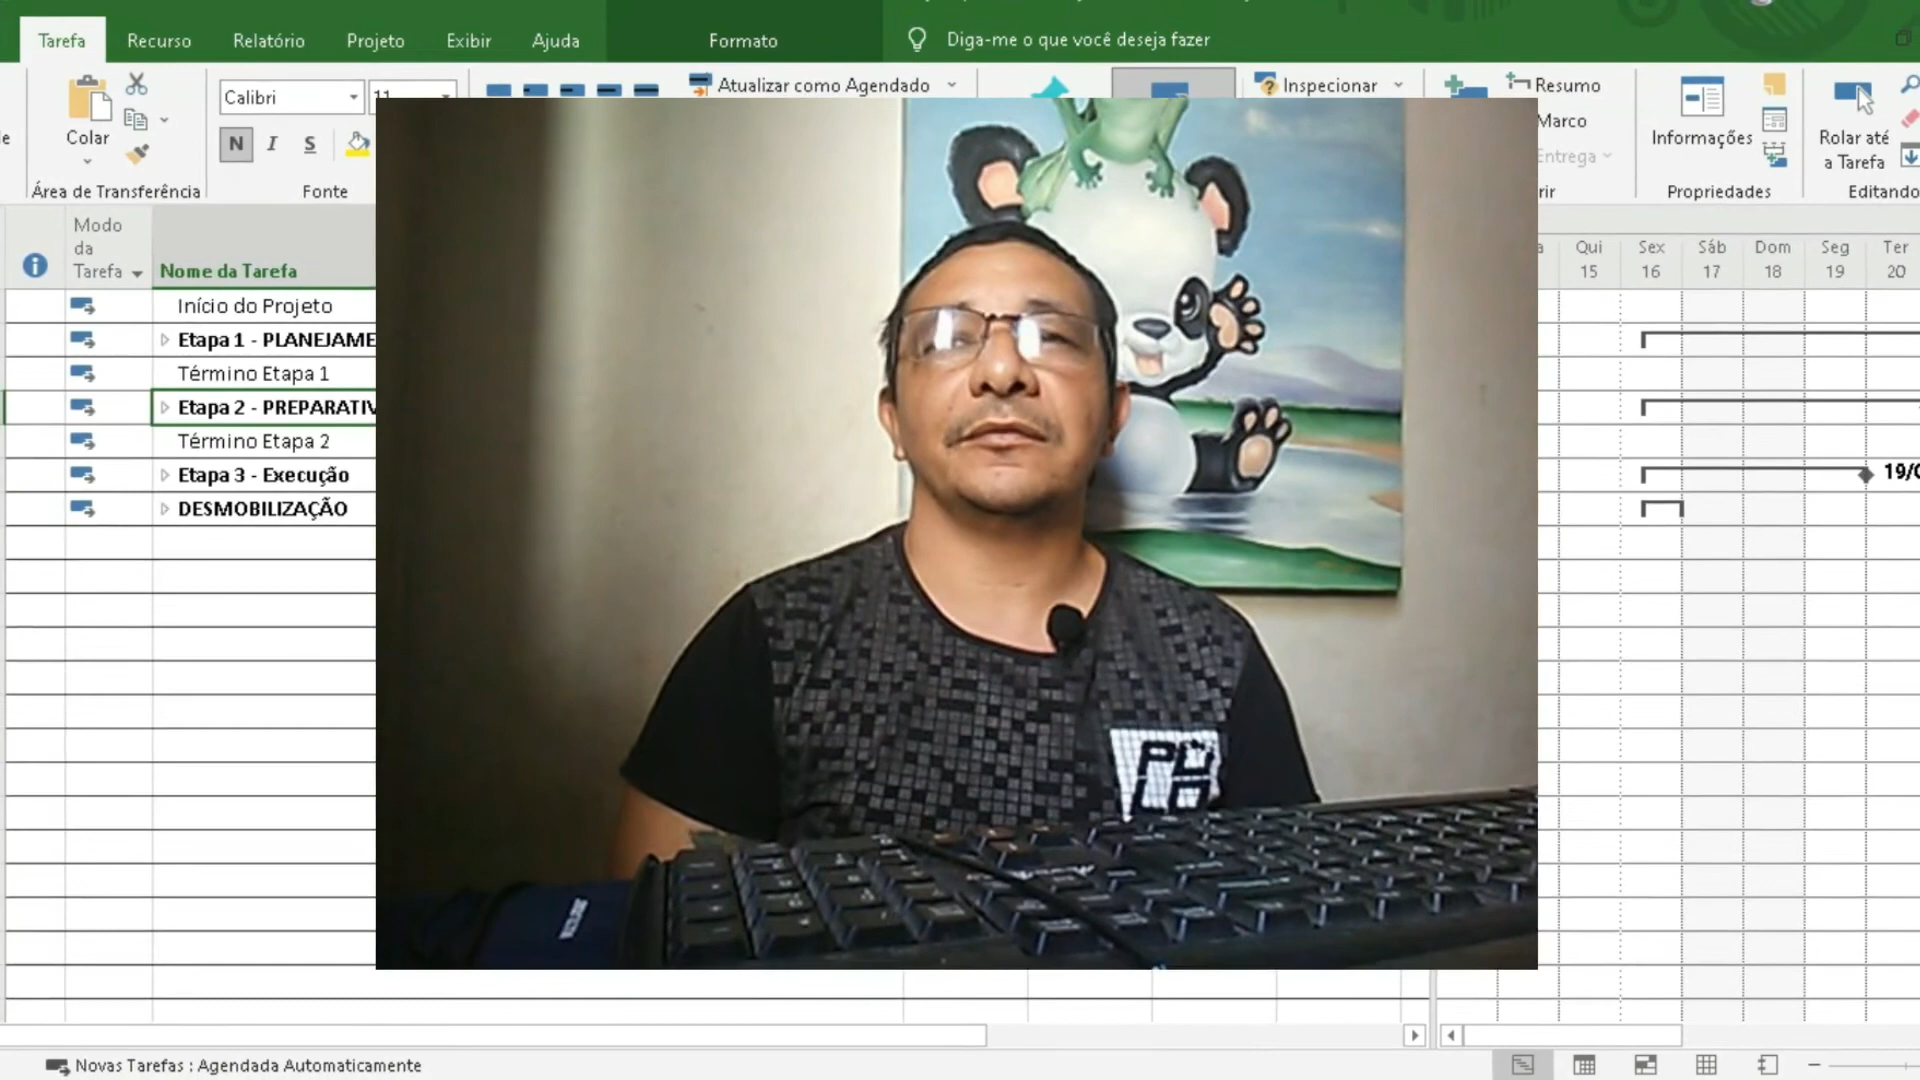 Tarefa Recurso Relatório Projeto Exibir Ajuda Formato Diga-me o que você deseja fazer
Calibri 11 Atualizar como Agendado Inspecionar Resumo
Marco
Colar N I S Entrega Informações Rolar até
a Tarefa
Área de Transferência Fonte Propriedades Editando
Modo
da
Tarefa Nome da Tarefa
Qui Sex Sáb Dom Seg Ter
15 16 17 18 19 20
Início do Projeto
Etapa 1 - PLANEJAME
Término Etapa 1
Etapa 2 - PREPARATIV
Término Etapa 2
Etapa 3 - Execução
19/0
DESMOBILIZAÇÃO
Novas Tarefas : Agendada Automaticamente